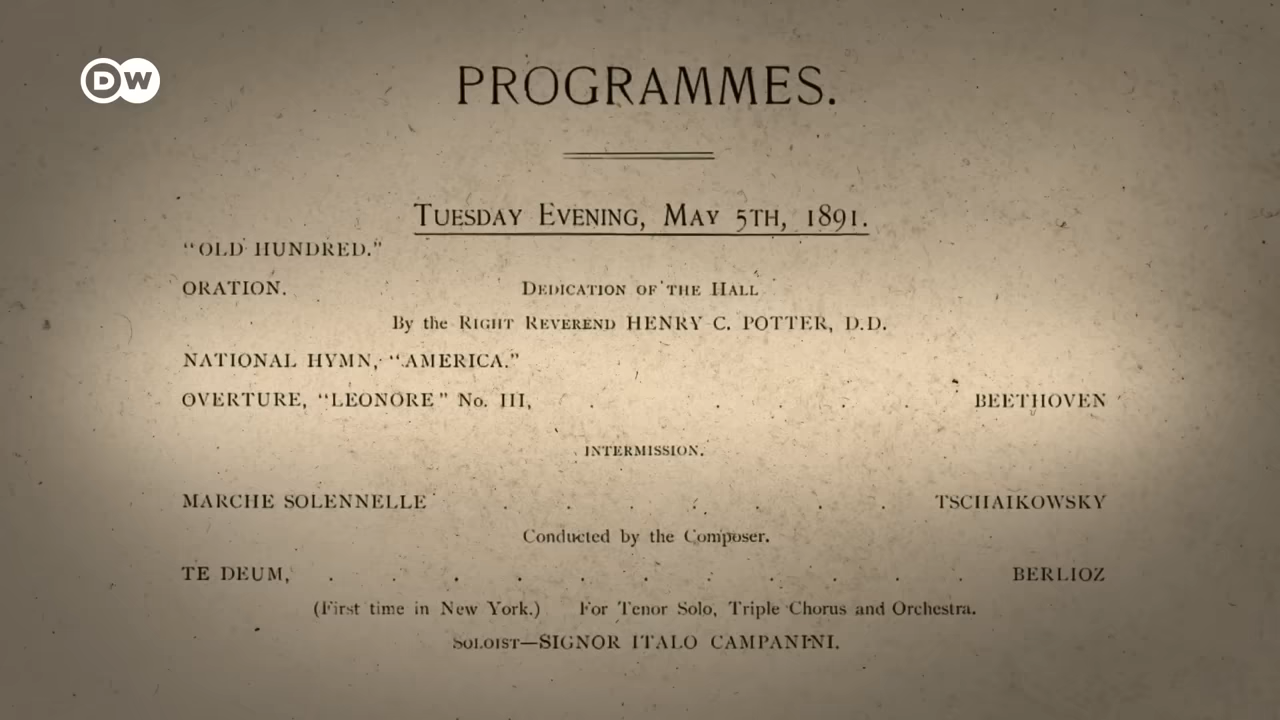 DW
PROGRAMMES.
TUESDAY EVENING, MAY 5TH, 1891.
"OLD HUNDRED."
ORATION. DEDICATION OF THE HALL
By the RIGHT REVEREND HENRY C. POTTER, D.D.
NATIONAL HYMN, "AMERICA."
OVERTURE, "LEONORE" No. III, . . . . . . BEETHOVEN
INTERMISSION.
MARCHE SOLENNELLE . . . . . . . TSCHAIKOWSKY
Conducted by the Composer.
TE DEUM, . . . . . . . . . . . BERLIOZ
(First time in New York.) For Tenor Solo, Triple Chorus and Orchestra.
SOLOIST—SIGNOR ITALO CAMPANINI.